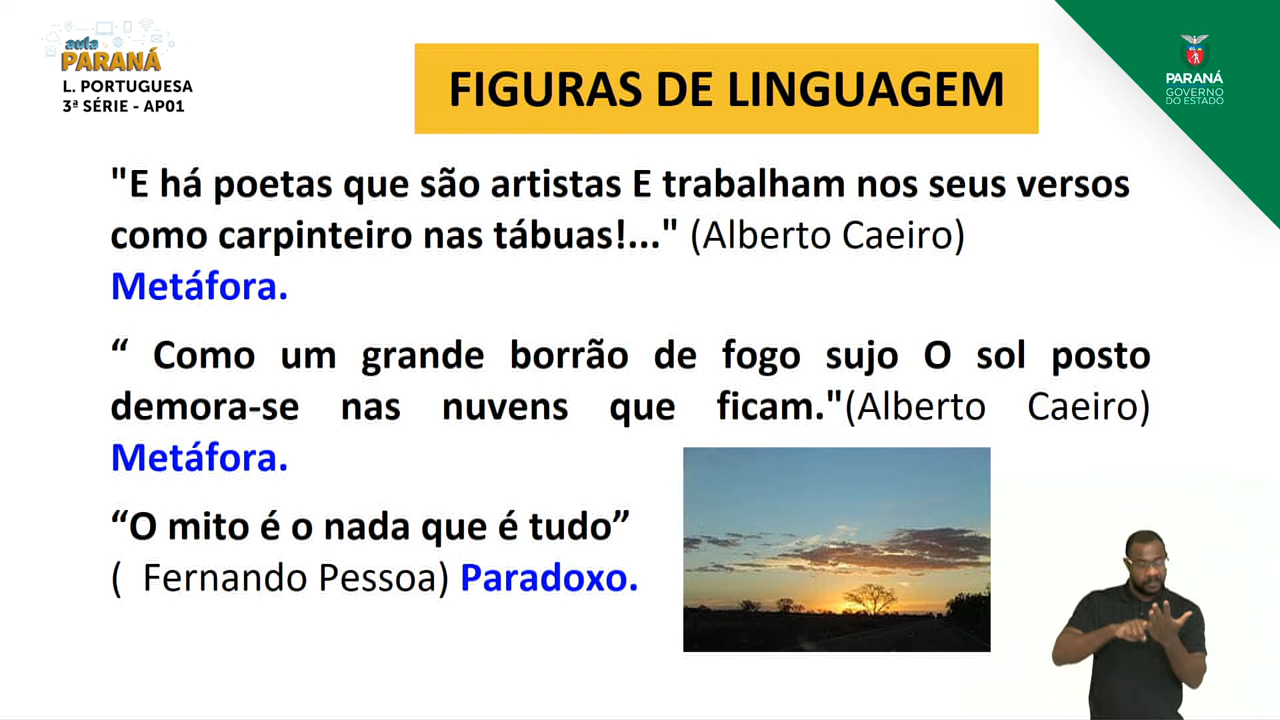 aula
PARANÁ
L. PORTUGUESA
3ª SÉRIE - AP01
FIGURAS DE LINGUAGEM
PARANÁ
GOVERNO
DO ESTADO
"E há poetas que são artistas E trabalham nos seus versos
como carpinteiro nas tábuas!..." (Alberto Caeiro)
Metáfora.
“ Como um grande borrão de fogo sujo O sol posto
demora-se nas nuvens que ficam."(Alberto Caeiro)
Metáfora.
“O mito é o nada que é tudo”
( Fernando Pessoa) Paradoxo.